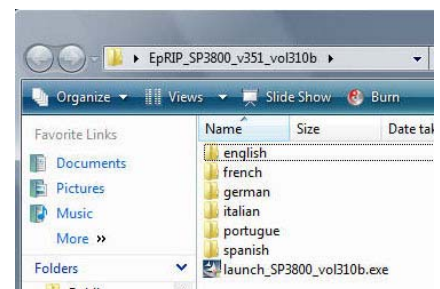 EpRIP_SP3800_v351_vol310b
Organize Views Slide Show Burn
Favorite Links
Documents
Pictures
Music
More »
Folders
Name Size Date tak
english
french
german
italian
portugue
spanish
launch_SP3800_vol310b.exe